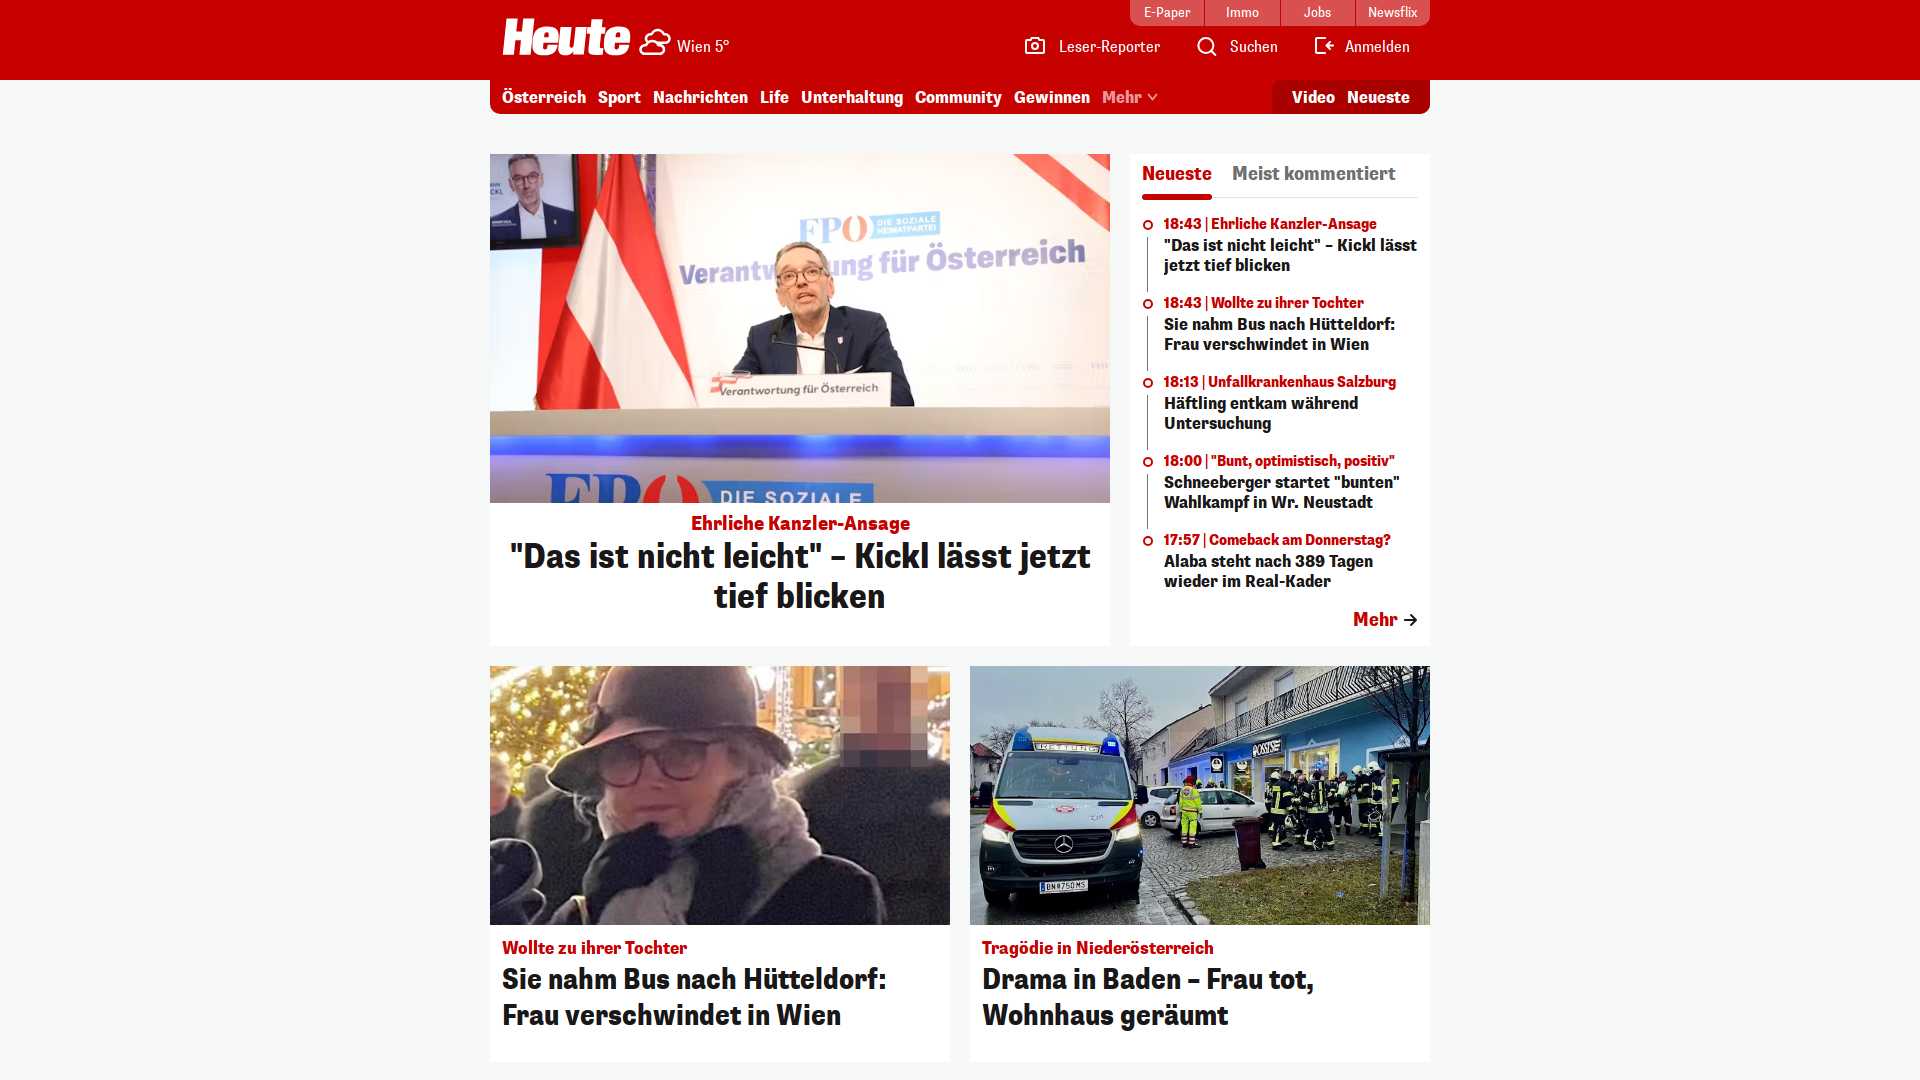 E-Paper
Immo
Jobs
Newsflix
Heute
Wien 5°
Leser-Reporter
Suchen
Anmelden
Österreich
Sport
Nachrichten
Life
Unterhaltung
Community
Gewinnen
Mehr
Video
Neueste
FPÖ DIE SOZIALE HEIMATPARTEI
Verantwortung für Österreich
Verantwortung für Österreich
FPÖ DIE SOZIALE
Ehrliche Kanzler-Ansage
"Das ist nicht leicht" – Kickl lässt jetzt
tief blicken
Neueste
Meist kommentiert
18:43 | Ehrliche Kanzler-Ansage
"Das ist nicht leicht" – Kickl lässt
jetzt tief blicken
18:43 | Wollte zu ihrer Tochter
Sie nahm Bus nach Hütteldorf:
Frau verschwindet in Wien
18:13 | Unfallkrankenhaus Salzburg
Häftling entkam während
Untersuchung
18:00 | "Bunt, optimistisch, positiv"
Schneeberger startet "bunten"
Wahlkampf in Wr. Neustadt
17:57 | Comeback am Donnerstag?
Alaba steht nach 389 Tagen
wieder im Real-Kader
Mehr
RETTUNG
BN 750MS
Wollte zu ihrer Tochter
Sie nahm Bus nach Hütteldorf:
Frau verschwindet in Wien
Tragödie in Niederösterreich
Drama in Baden – Frau tot,
Wohnhaus geräumt